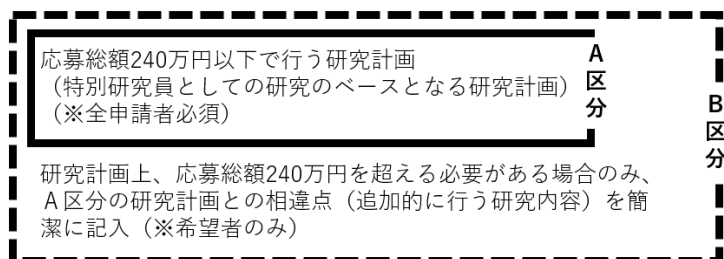 応募総額240万円以下で行う研究計画
（特別研究員としての研究のベースとなる研究計画）
（※全申請者必須）
A区分
研究計画上、応募総額240万円を超える必要がある場合のみ、
A区分の研究計画との相違点（追加的に行う研究内容）を簡
潔に記入（※希望者のみ）
B区分